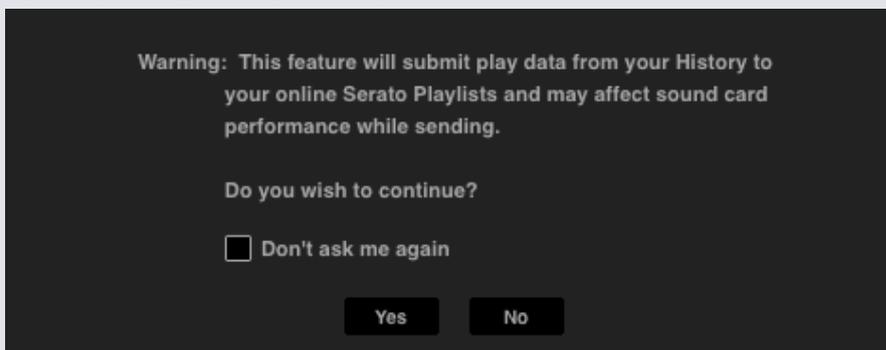 Warning:  This feature will submit play data from your History to
your online Serato Playlists and may affect sound card
performance while sending.
Do you wish to continue?
Don't ask me again
Yes
No